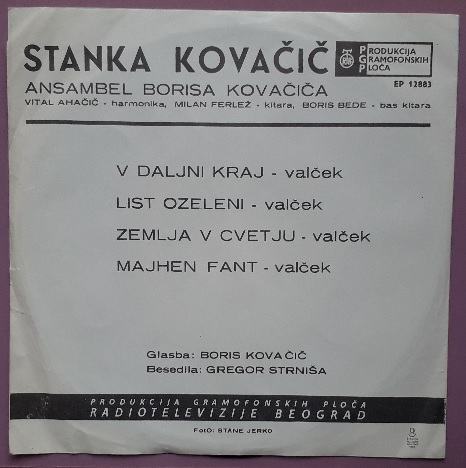 STANKA KOVAČIČ
PGP PRODUKCIJA GRAMOFONSKIH PLOČA
ANSAMBEL BORISA KOVAČIČA
EP 12883
VITAL AHAČIČ - harmonika, MILAN FERLEŽ - kitara, BORIS BEDE - bas kitara
V DALJNI KRAJ - valček
LIST OZELENI - valček
ZEMLJA V CVETJU - valček
MAJHEN FANT - valček
Glasba: BORIS KOVAČIČ
Besedila: GREGOR STRNIŠA
PRODUKCIJA GRAMOFONSKIH PLOČA
RADIOTELEVIZIJE BEOGRAD
FOTO: STANE JERKO